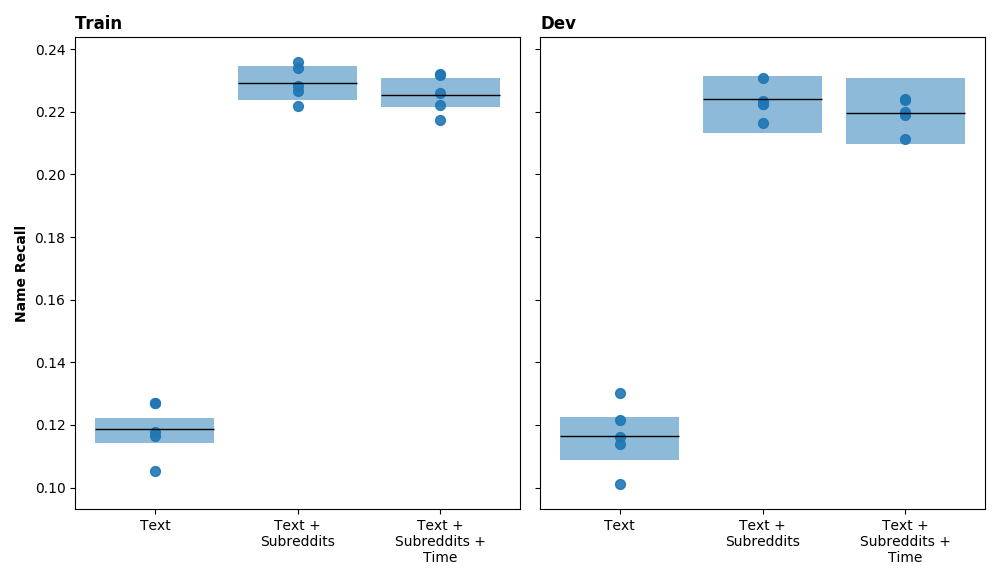 Train
Dev
0.24
0.22
0.20
0.18
0.16
0.14
0.12
0.10
Name Recall
Text
Text +
Subreddits
Text +
Subreddits +
Time
Text
Text +
Subreddits
Text +
Subreddits +
Time